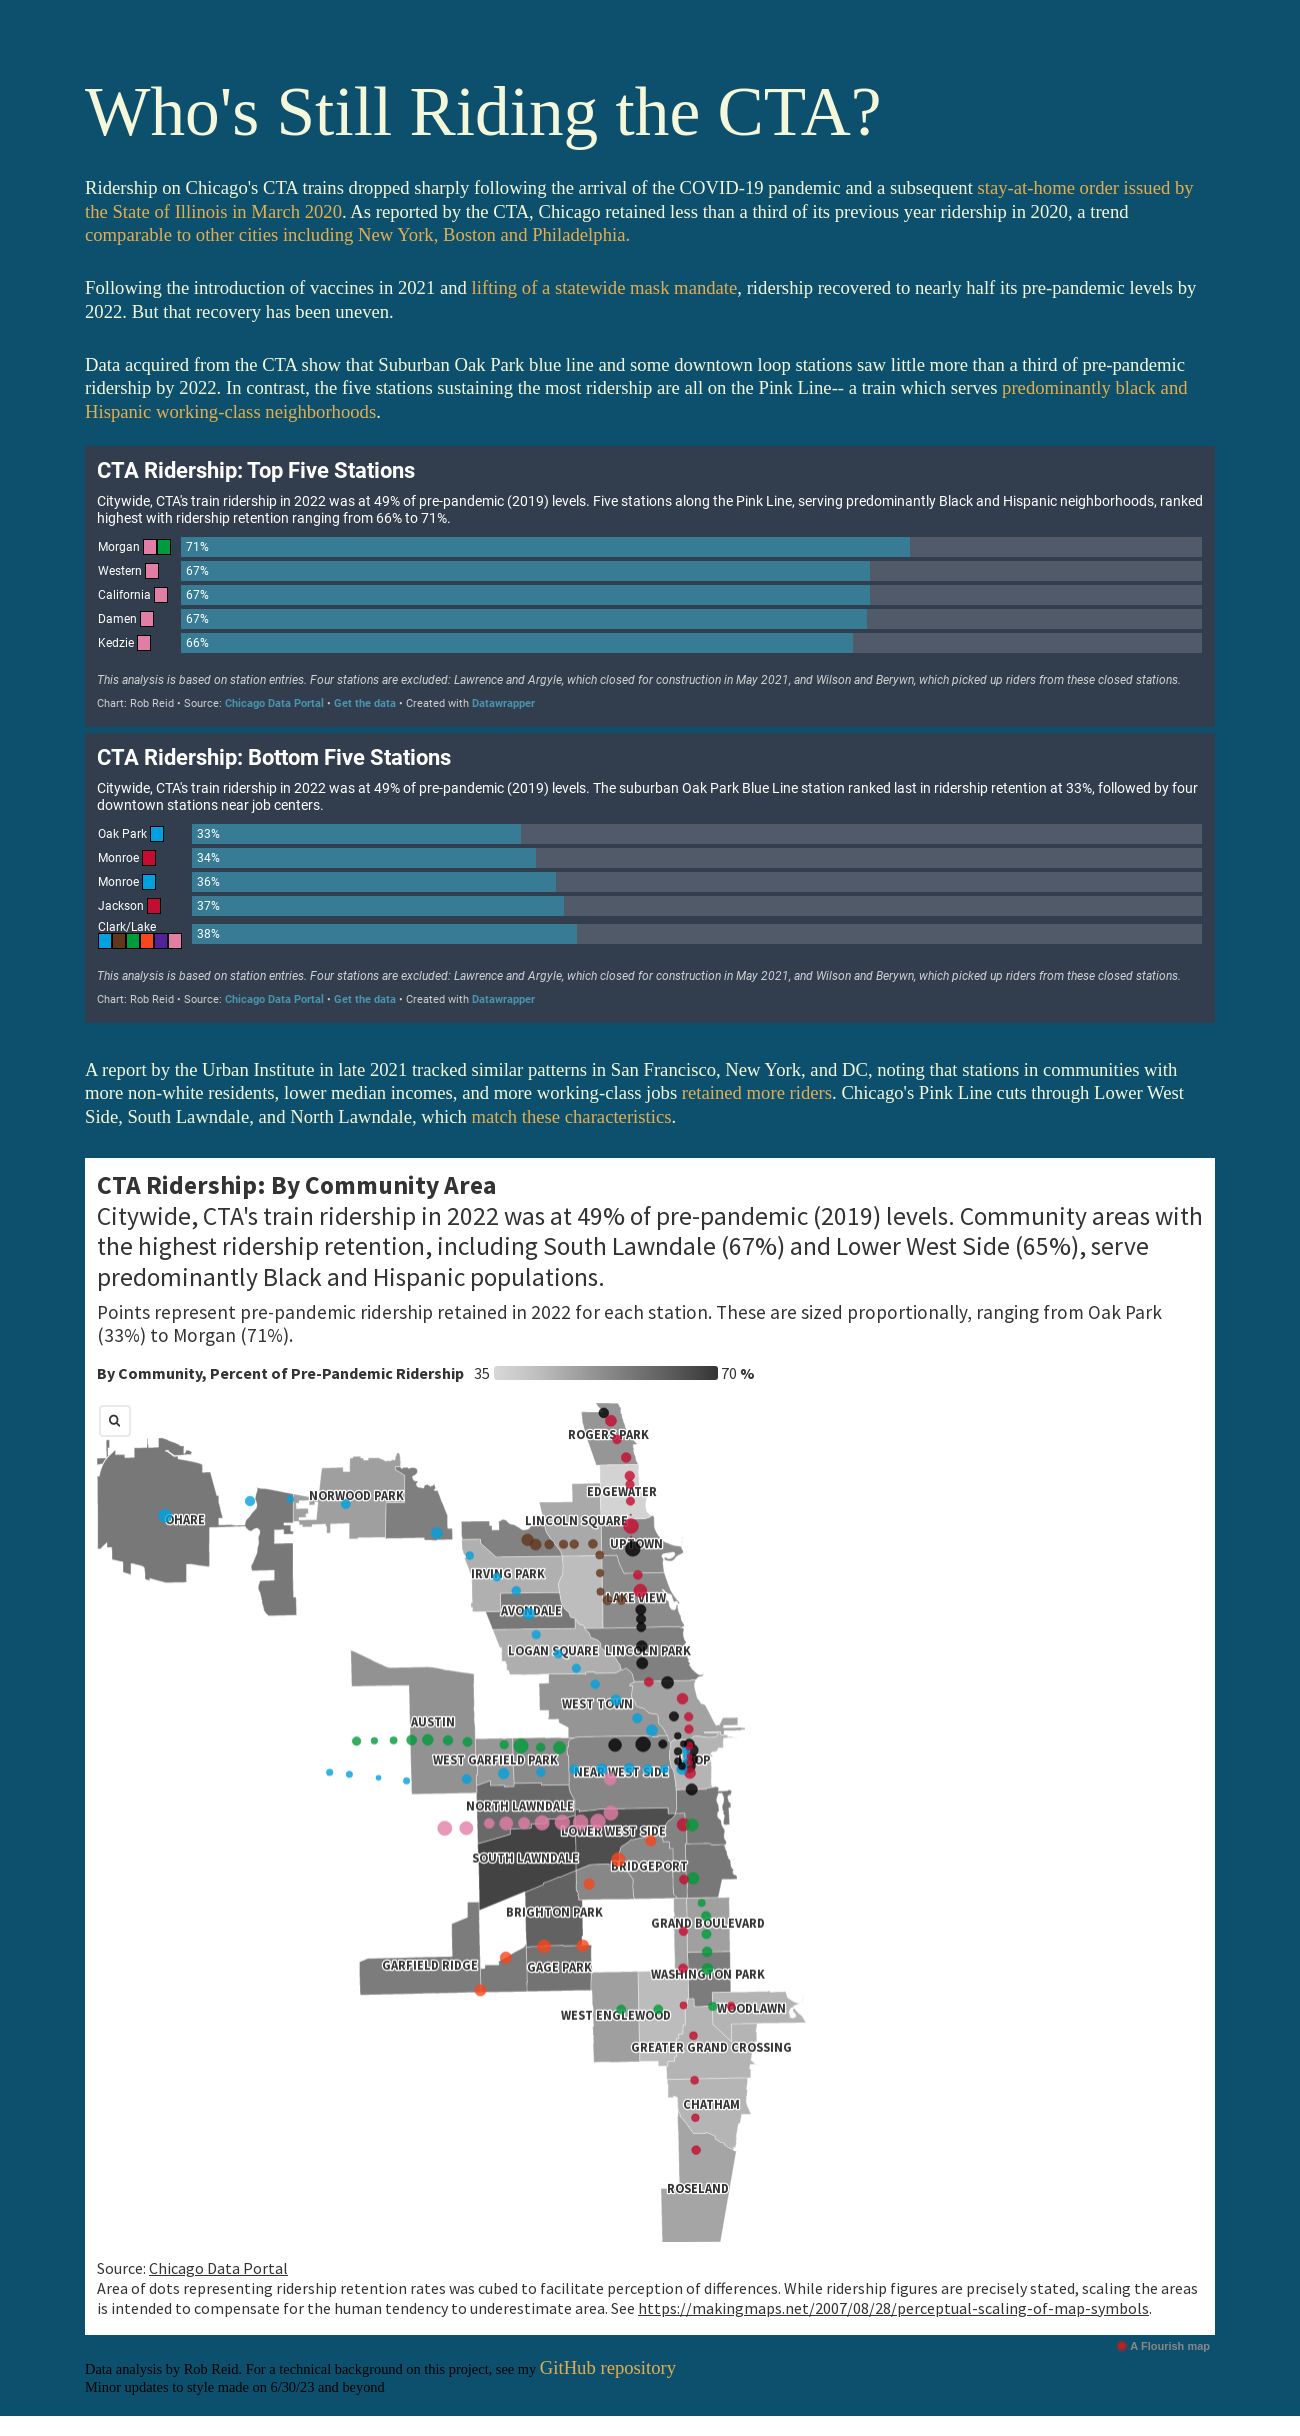 Who's Still Riding the CTA?
Ridership on Chicago's CTA trains dropped sharply following the arrival of the COVID-19 pandemic and a subsequent stay-at-home order issued by
the State of Illinois in March 2020. As reported by the CTA, Chicago retained less than a third of its previous year ridership in 2020, a trend
comparable to other cities including New York, Boston and Philadelphia.
Following the introduction of vaccines in 2021 and lifting of a statewide mask mandate, ridership recovered to nearly half its pre-pandemic levels by
2022. But that recovery has been uneven.
Data acquired from the CTA show that Suburban Oak Park blue line and some downtown loop stations saw little more than a third of pre-pandemic
ridership by 2022. In contrast, the five stations sustaining the most ridership are all on the Pink Line-- a train which serves predominantly black and
Hispanic working-class neighborhoods.
CTA Ridership: Top Five Stations
Citywide, CTA's train ridership in 2022 was at 49% of pre-pandemic (2019) levels. Five stations along the Pink Line, serving predominantly Black and Hispanic neighborhoods, ranked
highest with ridership retention ranging from 66% to 71%.
Morgan 71%
Western 67%
California 67%
Damen 67%
Kedzie 66%
This analysis is based on station entries. Four stations are excluded: Lawrence and Argyle, which closed for construction in May 2021, and Wilson and Berywn, which picked up riders from these closed stations.
Chart: Rob Reid • Source: Chicago Data Portal • Get the data • Created with Datawrapper
CTA Ridership: Bottom Five Stations
Citywide, CTA's train ridership in 2022 was at 49% of pre-pandemic (2019) levels. The suburban Oak Park Blue Line station ranked last in ridership retention at 33%, followed by four
downtown stations near job centers.
Oak Park 33%
Monroe 34%
Monroe 36%
Jackson 37%
Clark/Lake 38%
This analysis is based on station entries. Four stations are excluded: Lawrence and Argyle, which closed for construction in May 2021, and Wilson and Berywn, which picked up riders from these closed stations.
Chart: Rob Reid • Source: Chicago Data Portal • Get the data • Created with Datawrapper
A report by the Urban Institute in late 2021 tracked similar patterns in San Francisco, New York, and DC, noting that stations in communities with
more non-white residents, lower median incomes, and more working-class jobs retained more riders. Chicago's Pink Line cuts through Lower West
Side, South Lawndale, and North Lawndale, which match these characteristics.
CTA Ridership: By Community Area
Citywide, CTA's train ridership in 2022 was at 49% of pre-pandemic (2019) levels. Community areas with
the highest ridership retention, including South Lawndale (67%) and Lower West Side (65%), serve
predominantly Black and Hispanic populations.
Points represent pre-pandemic ridership retained in 2022 for each station. These are sized proportionally, ranging from Oak Park
(33%) to Morgan (71%).
By Community, Percent of Pre-Pandemic Ridership 35 70 %
ROGERS PARK
EDGEWATER
NORWOOD PARK
OHARE
LINCOLN SQUARE
UPTOWN
IRVING PARK
LAKE VIEW
AVONDALE
LOGAN SQUARE
LINCOLN PARK
WEST TOWN
AUSTIN
WEST GARFIELD PARK
LOOP
NEAR WEST SIDE
NORTH LAWNDALE
LOWER WEST SIDE
SOUTH LAWNDALE
BRIDGEPORT
BRIGHTON PARK
GRAND BOULEVARD
GARFIELD RIDGE
GAGE PARK
WASHINGTON PARK
WOODLAWN
WEST ENGLEWOOD
GREATER GRAND CROSSING
CHATHAM
ROSELAND
Source: Chicago Data Portal
Area of dots representing ridership retention rates was cubed to facilitate perception of differences. While ridership figures are precisely stated, scaling the areas
is intended to compensate for the human tendency to underestimate area. See https://makingmaps.net/2007/08/28/perceptual-scaling-of-map-symbols.
A Flourish map
Data analysis by Rob Reid. For a technical background on this project, see my GitHub repository
Minor updates to style made on 6/30/23 and beyond